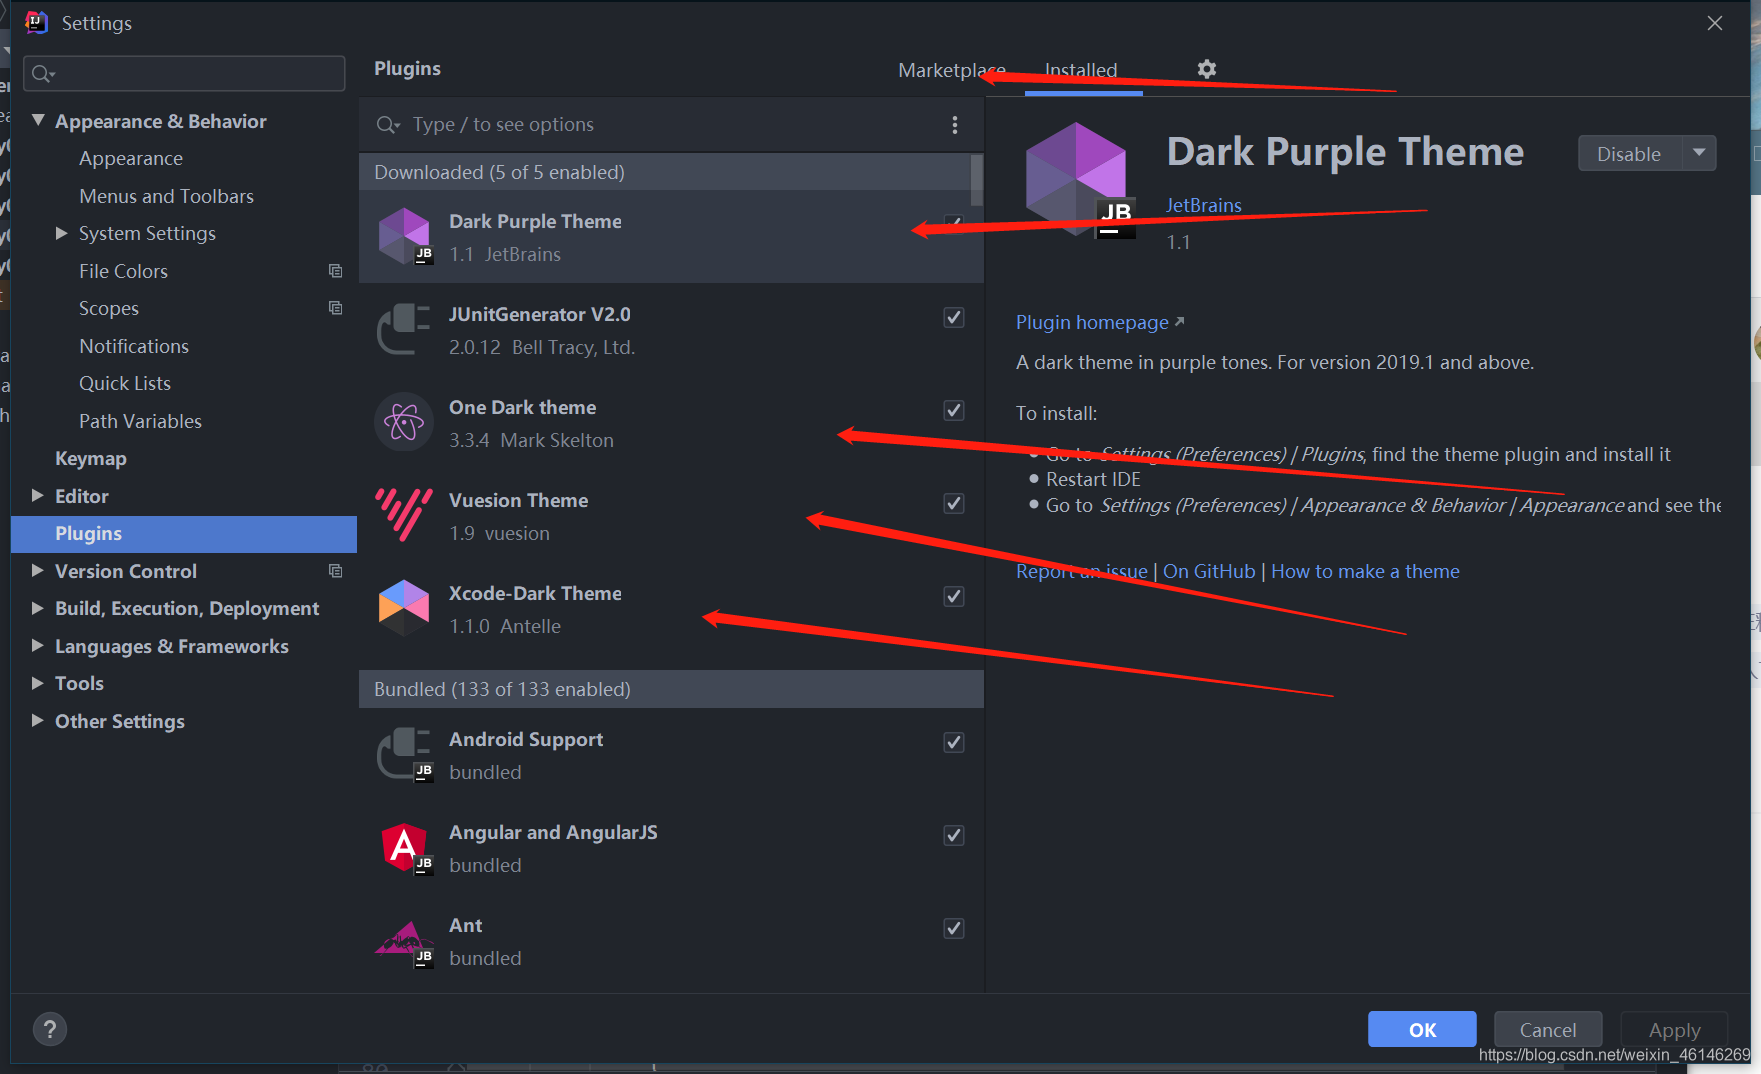 Settings
Plugins
Marketplace
Installed
Type / to see options
Appearance & Behavior
Appearance
Menus and Toolbars
System Settings
File Colors
Scopes
Notifications
Quick Lists
Path Variables
Keymap
Editor
Plugins
Version Control
Build, Execution, Deployment
Languages & Frameworks
Tools
Other Settings
Downloaded (5 of 5 enabled)
Dark Purple Theme
1.1 JetBrains
JUnitGenerator V2.0
2.0.12 Bell Tracy, Ltd.
One Dark theme
3.3.4 Mark Skelton
Vuesion Theme
1.9 vuesion
Xcode-Dark Theme
1.1.0 Antelle
Bundled (133 of 133 enabled)
Android Support
bundled
Angular and AngularJS
bundled
Ant
bundled
Dark Purple Theme
Disable
JB
JetBrains
1.1
Plugin homepage
A dark theme in purple tones. For version 2019.1 and above.
To install:
Go to Settings (Preferences) | Plugins, find the theme plugin and install it
Restart IDE
Go to Settings (Preferences) | Appearance & Behavior | Appearance and see the
Report an issue | On GitHub | How to make a theme
?
OK
Cancel
Apply
https://blog.csdn.net/weixin_46146269